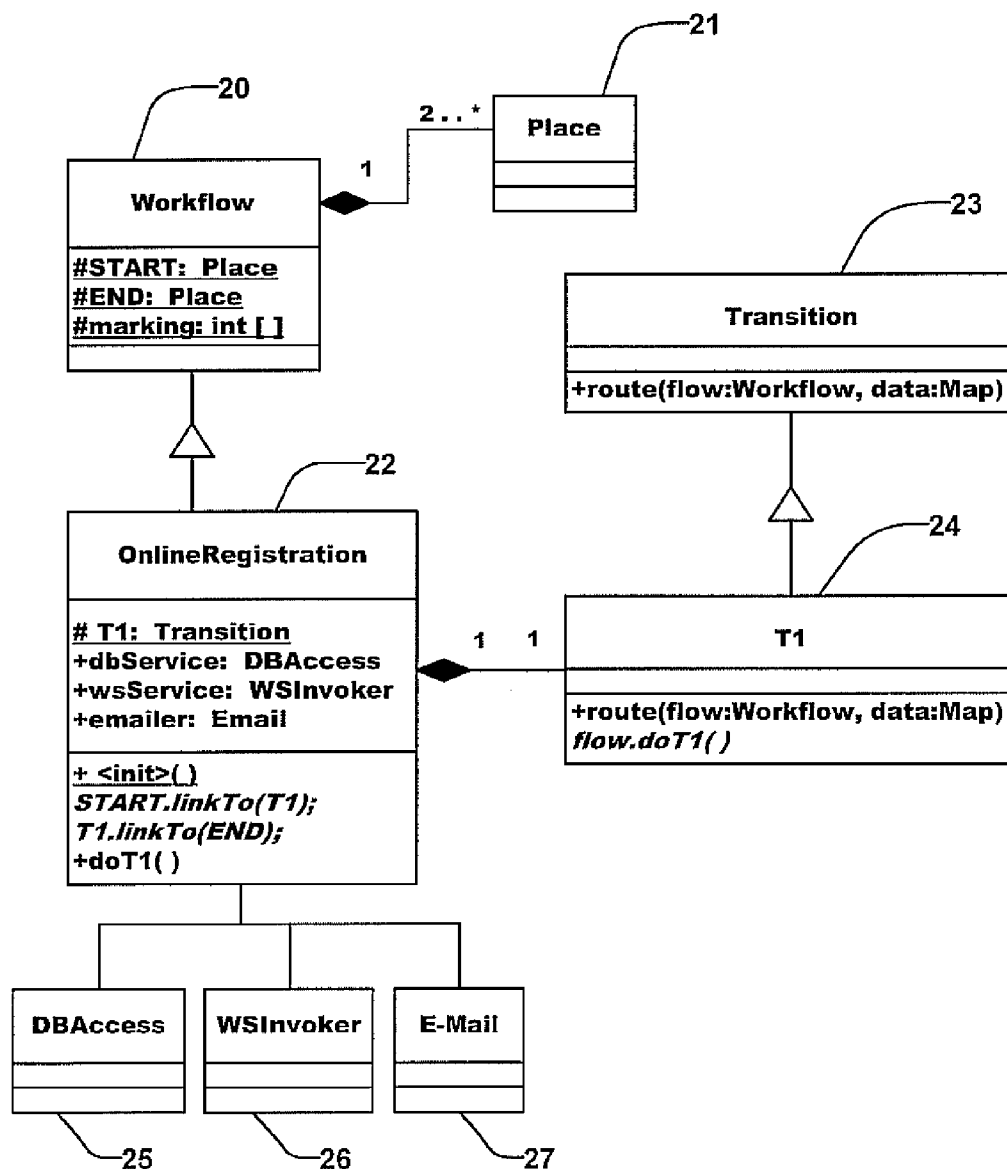 21
20
2..*
Place
1
Workflow
23
#START: Place
#END: Place
#marking: int [ ]
Transition
+route(flow:Workflow, data:Map)
22
24
OnlineRegistration
T1
# T1: Transition
+dbService: DBAccess
+wsService: WSInvoker
+emailer: Email
1
1
+route(flow:Workflow, data:Map)
flow.doT1( )
+ <init>( )
START.linkTo(T1);
T1.linkTo(END);
+doT1( )
DBAccess
WSInvoker
E-Mail
25
26
27